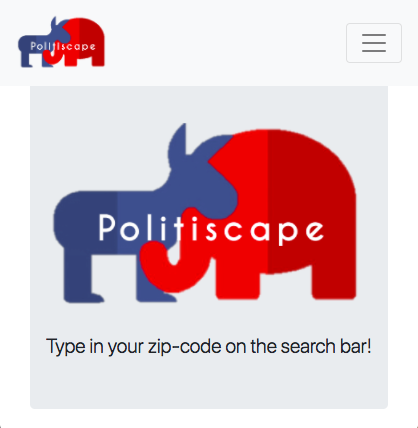 Politiscape
Politiscape
Type in your zip-code on the search bar!